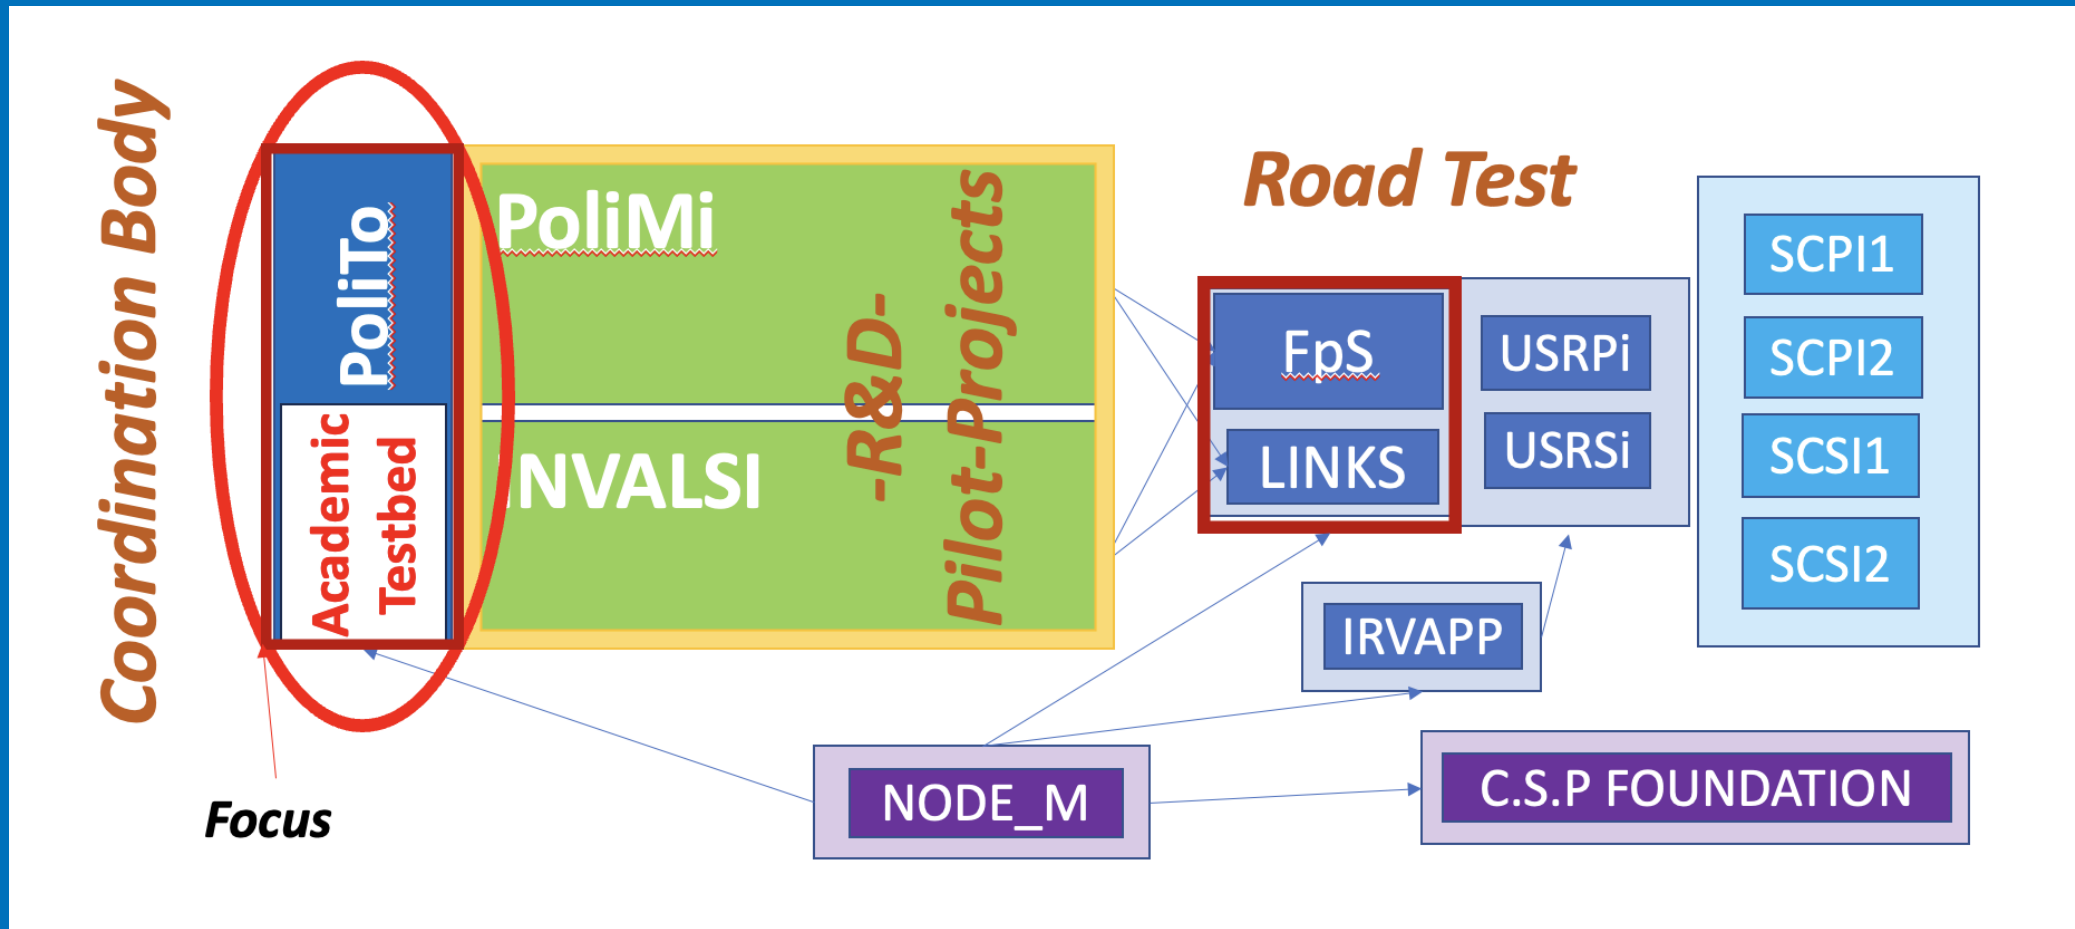 Coordination Body
PoliTo
Academic
Testbed
Focus
PoliMi
INVALSI
-R&D-
Pilot-Projects
Road Test
FpS
LINKS
USRPi
USRSi
SCPI1
SCPI2
SCSI1
SCSI2
IRVAPP
NODE_M
C.S.P FOUNDATION